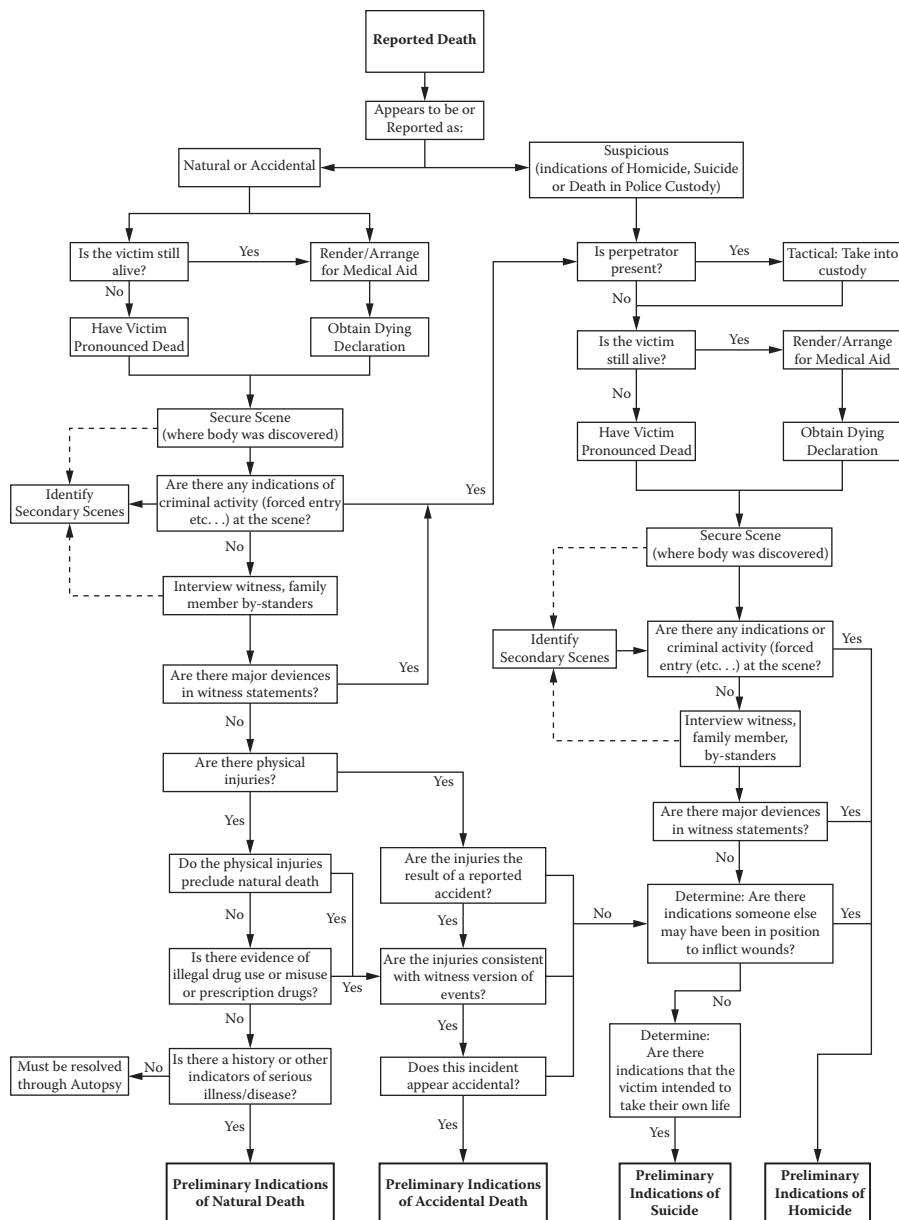 Reported Death
Appears to be or
Reported as:
Natural or Accidental
Suspicious
(indications of Homicide, Suicide
or Death in Police Custody)
Is the victim still
alive?
Yes
Render/Arrange
for Medical Aid
Is perpetrator
present?
Yes
Tactical: Take into
custody
No
No
Have Victim
Pronounced Dead
Obtain Dying
Declaration
Is the victim
still alive?
Yes
Render/Arrange
for Medical Aid
No
Secure Scene
(where body was discovered)
Have Victim
Pronounced Dead
Obtain Dying
Declaration
Identify
Secondary Scenes
Are there any indications of
criminal activity (forced entry
etc. . .) at the scene?
Yes
No
Secure Scene
(where body was discovered)
Interview witness, family
member by-standers
Identify
Secondary Scenes
Are there any indications or
criminal activity (forced
entry (etc. . .) at the scene?
Yes
Are there major deviences
in witness statements?
Yes
No
No
Interview witness,
family member,
by-standers
Are there physical
injuries?
Yes
Yes
Are there major deviences
in witness statements?
Yes
No
Do the physical injuries
preclude natural death
Yes
No
Are the injuries the
result of a reported
accident?
No
Yes
Determine: Are there
indications someone else
may have been in position
to inflict wounds?
Yes
No
Is there evidence of
illegal drug use or misuse
or prescription drugs?
Yes
No
Are the injuries consistent
with witness version of
events?
Yes
Determine:
Are there
indications that the
victim intended to
take their own life
Yes
Must be resolved
through Autopsy
No
Is there a history or other
indicators of serious
illness/disease?
Yes
Does this incident
appear accidental?
Yes
Preliminary Indications
of Natural Death
Preliminary Indications
of Accidental Death
Preliminary
Indications of
Suicide
Preliminary
Indications of
Homicide